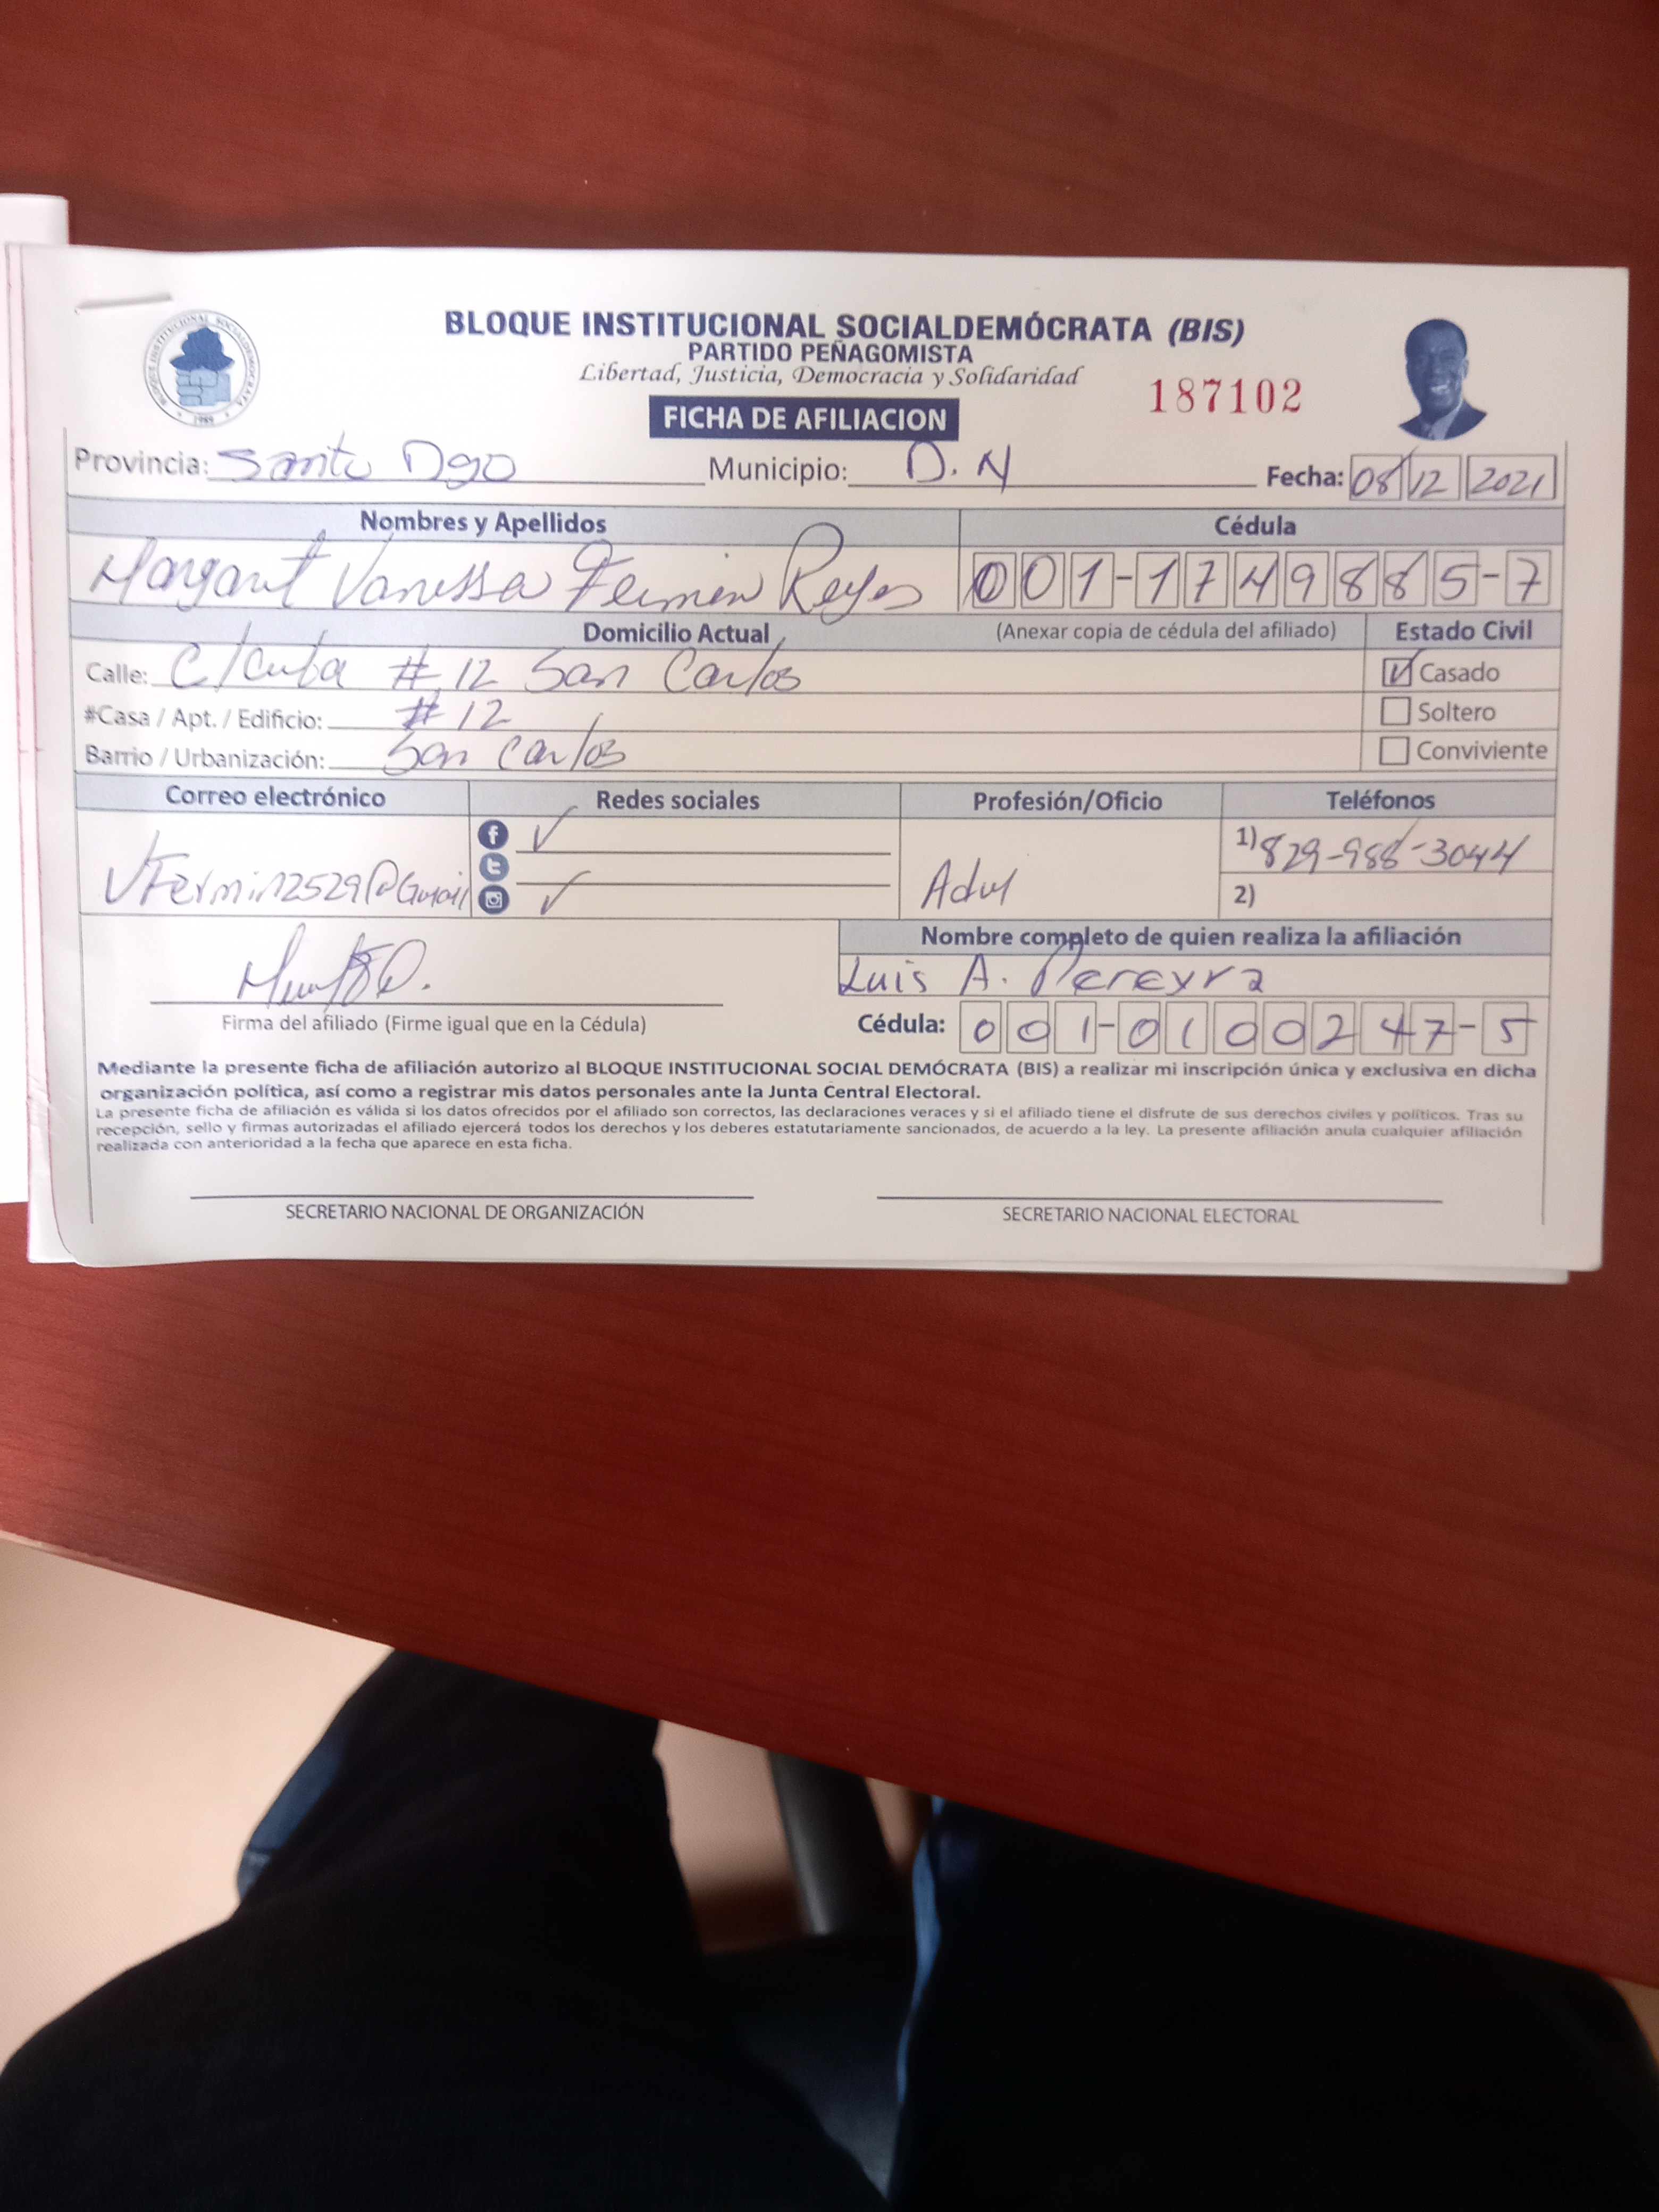 BLOQUE INSTITUCIONAL SOCIALDEMÓCRATA (BIS)
PARTIDO PEÑAGOMISTA
Libertad, Justicia, Democracia y Solidaridad
187102
FICHA DE AFILIACION
BLOQUE INSTITUCIONAL SOCIALDEMOCRATA
1989
Provincia: Santo Dgo Municipio: D.N Fecha: 08/12 2021
Nombres y Apellidos Cédula
Vanessa Fermin Reyes 001-1749885-7
Domicilio Actual (Anexar copia de cédula del afiliado) Estado Civil
Calle: #12 San Carlos Casado
#Casa / Apt. / Edificio: #12 Soltero
Barrio / Urbanización: San Carlos Conviviente
Correo electrónico Redes sociales Profesión/Oficio Teléfonos
VFermin12529@Gmail 1) 829-988-3044
2)
Nombre completo de quien realiza la afiliación
Luis A. Pereyra
Firma del afiliado (Firme igual que en la Cédula) Cédula: 001-0100247-5
Mediante la presente ficha de afiliación autorizo al BLOQUE INSTITUCIONAL SOCIAL DEMÓCRATA (BIS) a realizar mi inscripción única y exclusiva en dicha
organización política, así como a registrar mis datos personales ante la Junta Central Electoral.
La presente ficha de afiliación es válida si los datos ofrecidos por el afiliado son correctos, las declaraciones veraces y si el afiliado tiene el disfrute de sus derechos civiles y políticos. Tras su
recepción, sello y firmas autorizadas el afiliado ejercerá todos los derechos y los deberes estatutariamente sancionados, de acuerdo a la ley. La presente afiliación anula cualquier afiliación
realizada con anterioridad a la fecha que aparece en esta ficha.
SECRETARIO NACIONAL DE ORGANIZACIÓN SECRETARIO NACIONAL ELECTORAL